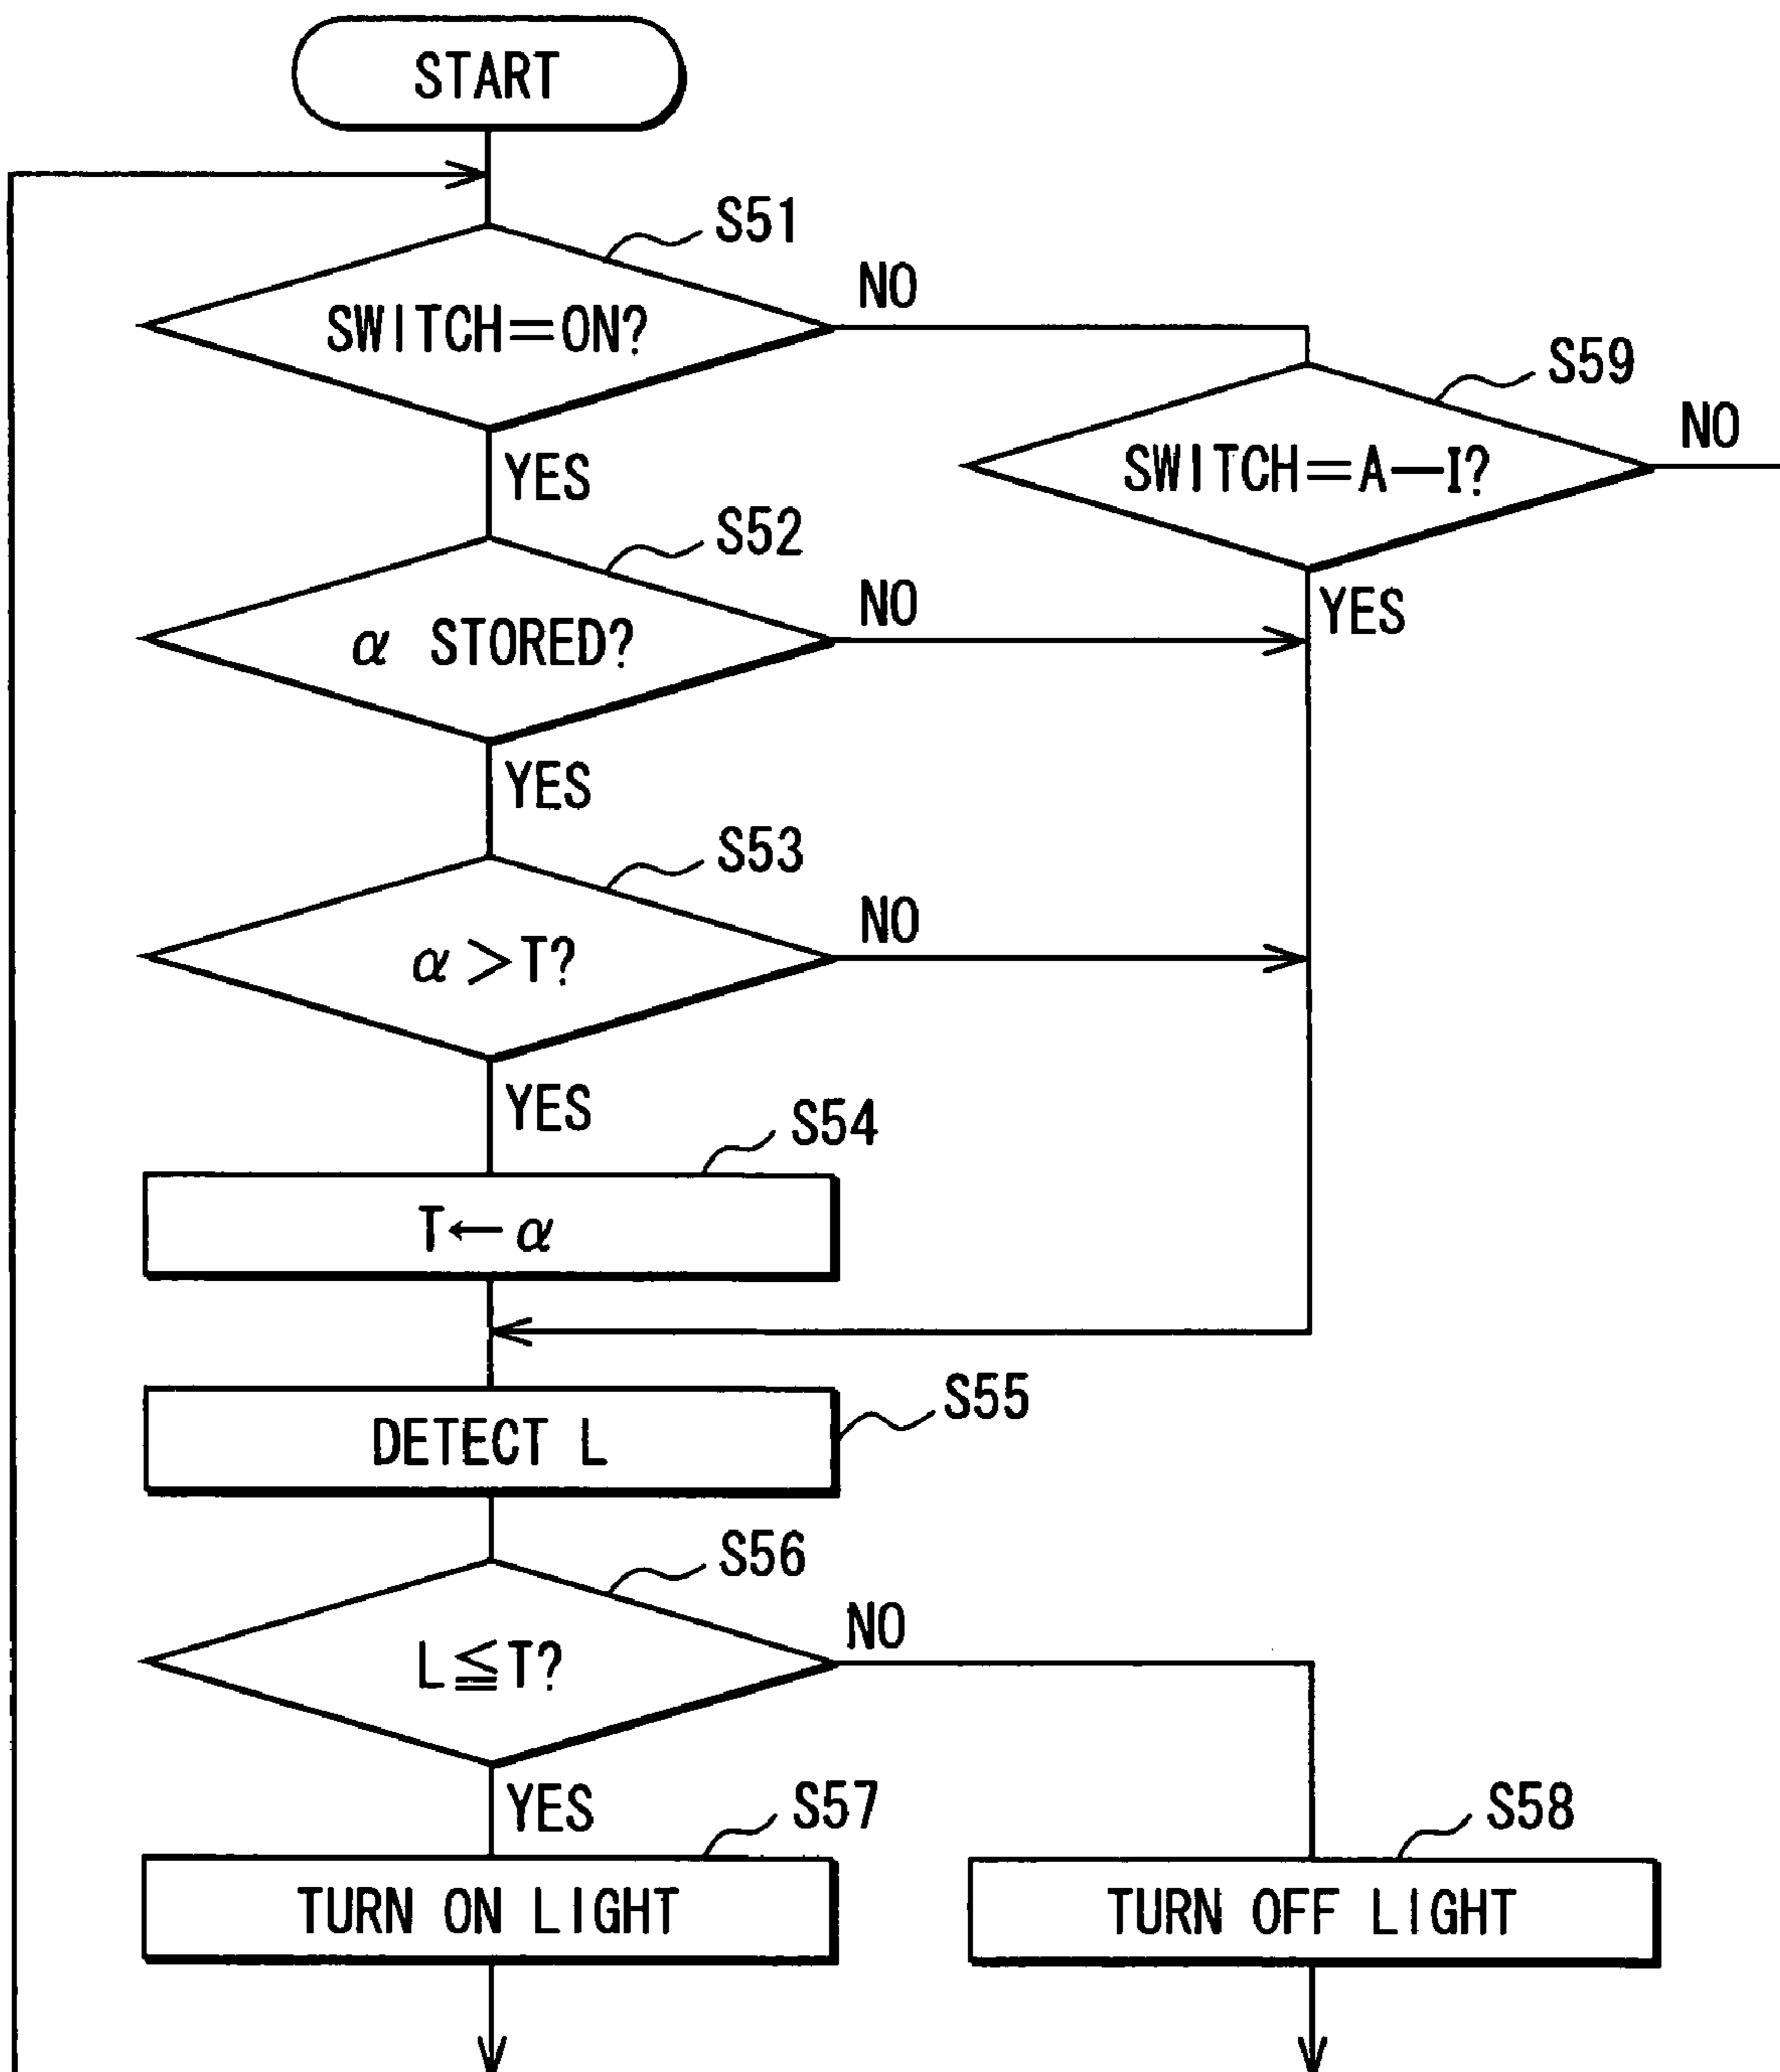 START
S51
SWITCH=ON?
NO
S59
SWITCH=A—I?
NO
YES
S52
α STORED?
NO
YES
YES
S53
α>T?
NO
YES
S54
T←α
DETECT L
S55
S56
L≦T?
NO
YES
S57
S58
TURN ON LIGHT
TURN OFF LIGHT